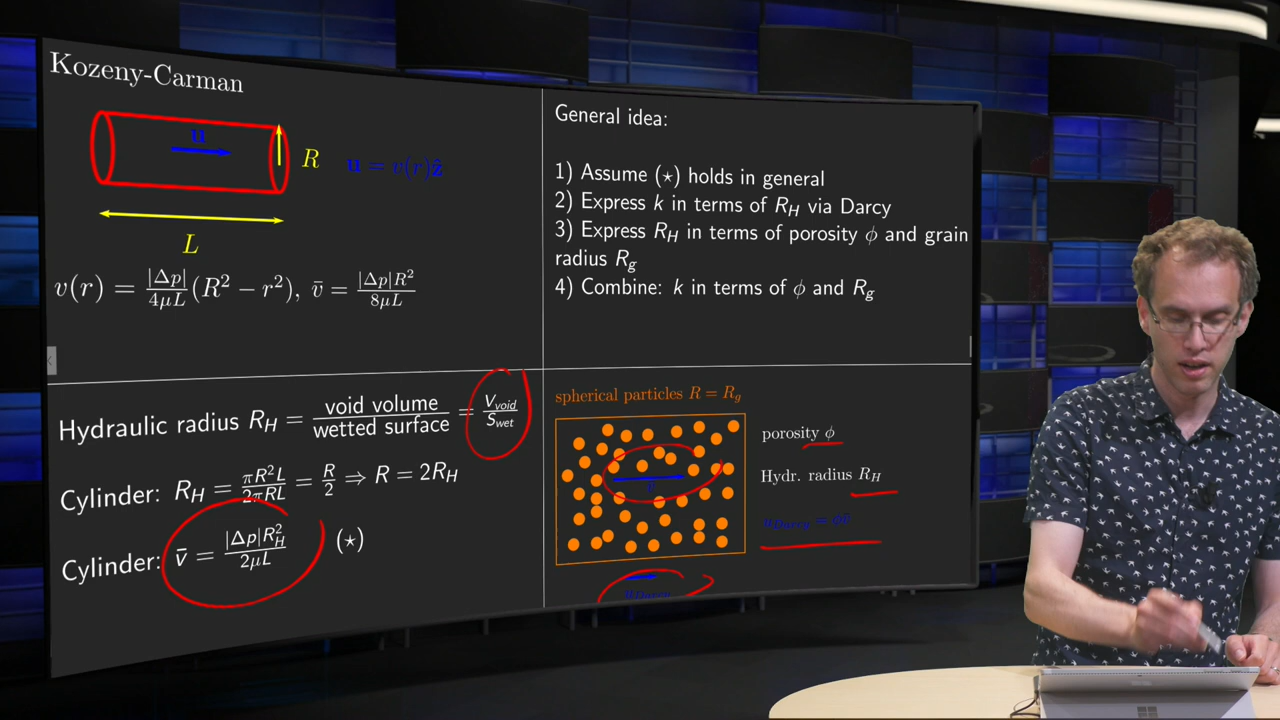 Kozeny-Carman
u
R
u = v(r)ẑ
L
v(r) = |Δp|/4μL (R² − r²), v̄ = |Δp|R²/8μL
General idea:
1) Assume (⋆) holds in general
2) Express k in terms of R_H via Darcy
3) Express R_H in terms of porosity ϕ and grain
radius R_g
4) Combine: k in terms of ϕ and R_g
Hydraulic radius R_H = void volume/wetted surface = V_void/S_wet
Cylinder: R_H = πR²L/2πRL = R/2 ⇒ R = 2R_H
Cylinder: v̄ = |Δp|R_H²/2μL (⋆)
spherical particles R = R_g
porosity ϕ
Hydr. radius R_H
u_Darcy = ϕv̄
u_Darcy